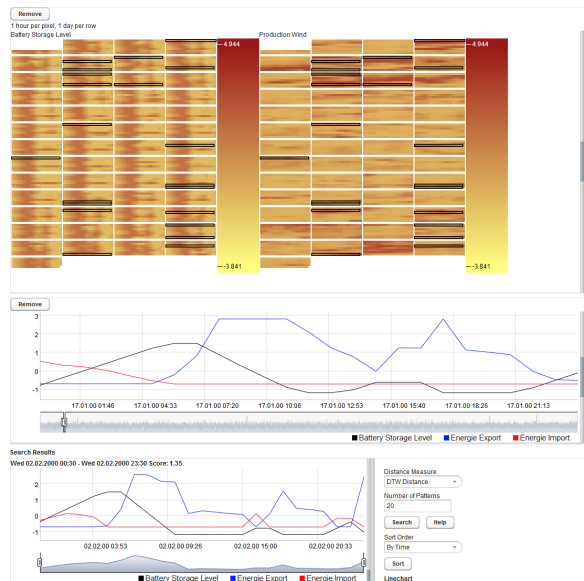 Remove
1 hour per pixel, 1 day per row
Battery Storage Level Production Wind
4.944 4.944
-3.841 -3.841
Remove
3
2
1
0
-1
17.01.00 01:46 17.01.00 04:33 17.01.00 07:20 17.01.00 10:06 17.01.00 12:53 17.01.00 15:40 17.01.00 18:26 17.01.00 21:13
Battery Storage Level Energie Export Energie Import
Search Results
Wed 02.02.2000 00:30 - Wed 02.02.2000 23:30 Score: 1.35
2
1
0
-1
02.02.00 03:53 02.02.00 09:26 02.02.00 15:00 02.02.00 20:33
Battery Storage Level Energie Export Energie Import
Distance Measure
DTW Distance
Number of Patterns
20
Search Help
Sort Order
By Time
Sort
Linechart